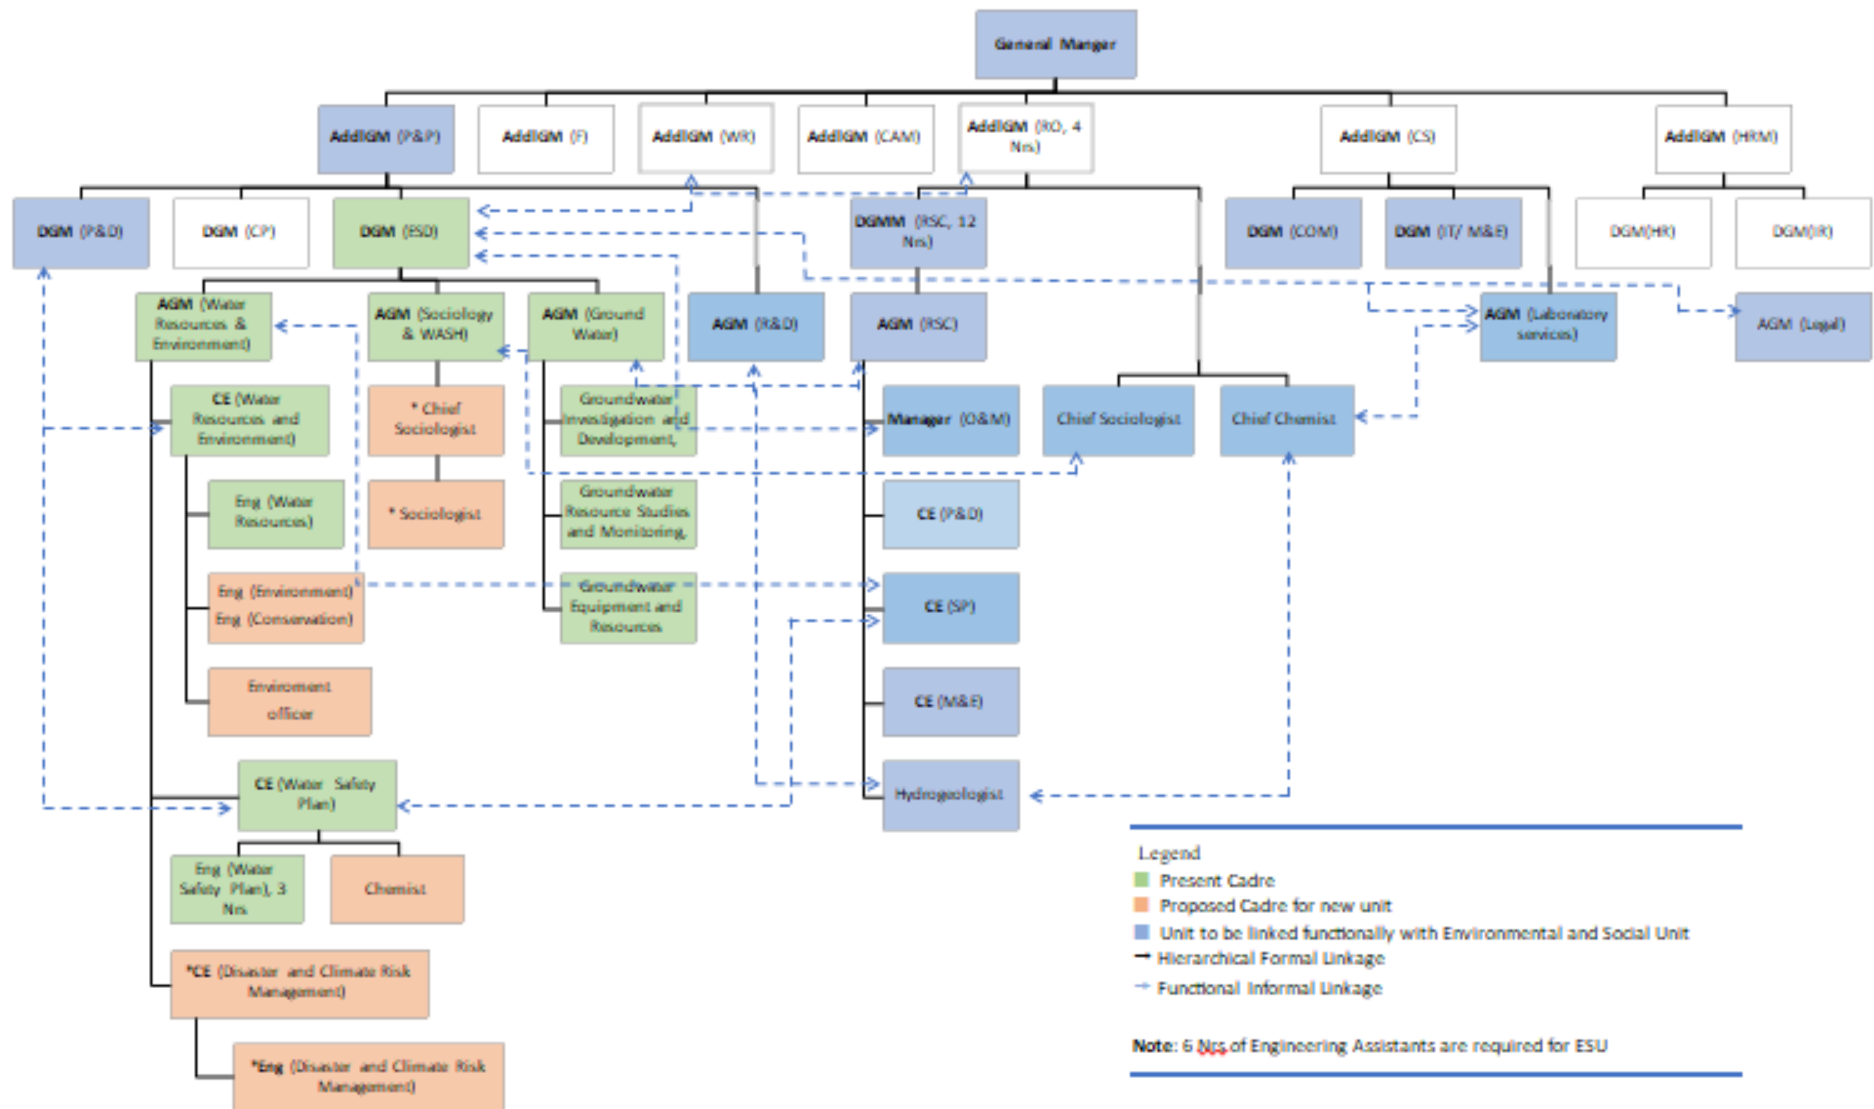 General Manger
AddlGM (P&P)
AddlGM (F)
AddlGM (WR)
AddlGM (CAM)
AddlGM (RO, 4
Nrs)
AddlGM (CS)
AddlGM (HRM)
DGM (P&D)
DGM (CP)
DGM (ESD)
DGMM (RSC, 12
Nrs)
DGM (COM)
DGM (IT/ M&E)
DGM(HR)
DGM(IR)
AGM (Water
Resources &
Environment)
AGM
(Sociology
& WASH)
AGM (Ground
Water)
AGM (R&D)
AGM (RSC)
AGM (Laboratory
services)
AGM (Legal)
CE (Water
Resources and
Environment)
* Chief
Sociologist
Groundwater
Investigation and
Development,
Manager (O&M)
Chief Sociologist
Chief Chemist
Eng (Water
Resources)
* Sociologist
Groundwater
Resource Studies
and Monitoring,
CE (P&D)
Eng (Environment)
Eng (Conservation)
Groundwater
Equipment and
Resources
CE (SP)
Enviroment
officer
CE (M&E)
CE (Water Safety
Plan)
Hydrogeologist
Eng (Water
Safety Plan), 3
Nrs
Chemist
*CE (Disaster and Climate Risk
Management)
*Eng (Disaster and Climate Risk
Management)
Legend
Present Cadre
Proposed Cadre for new unit
Unit to be linked functionally with Environmental and Social Unit
Hierarchical Formal Linkage
Functional Informal Linkage
Note: 6 Nrs of Engineering Assistants are required for ESU